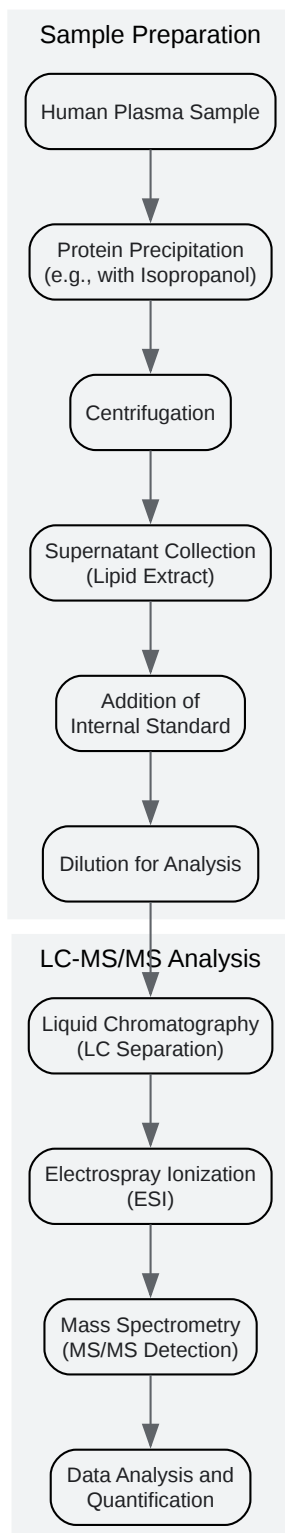 Sample Preparation
Human Plasma Sample
Protein Precipitation
(e.g., with Isopropanol)
Centrifugation
Supernatant Collection
(Lipid Extract)
Addition of
Internal Standard
Dilution for Analysis
LC-MS/MS Analysis
Liquid Chromatography
(LC Separation)
Electrospray Ionization
(ESI)
Mass Spectrometry
(MS/MS Detection)
Data Analysis and
Quantification